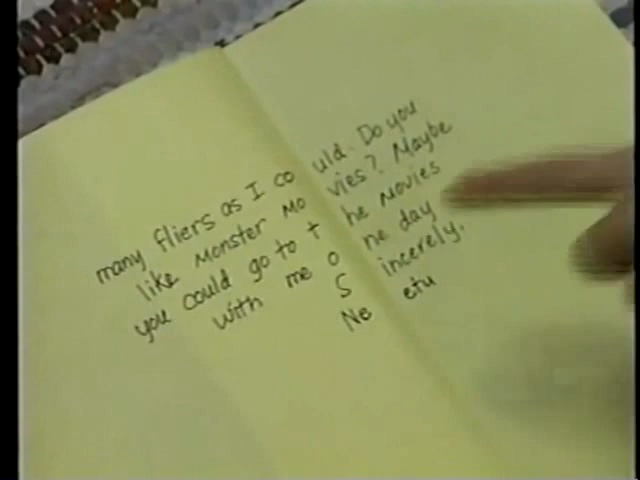 many fliers as I co uld. Do you
like Monster Mo vies? Maybe
you could go to t he movies
with me o ne day
S incerely,
Ne etu